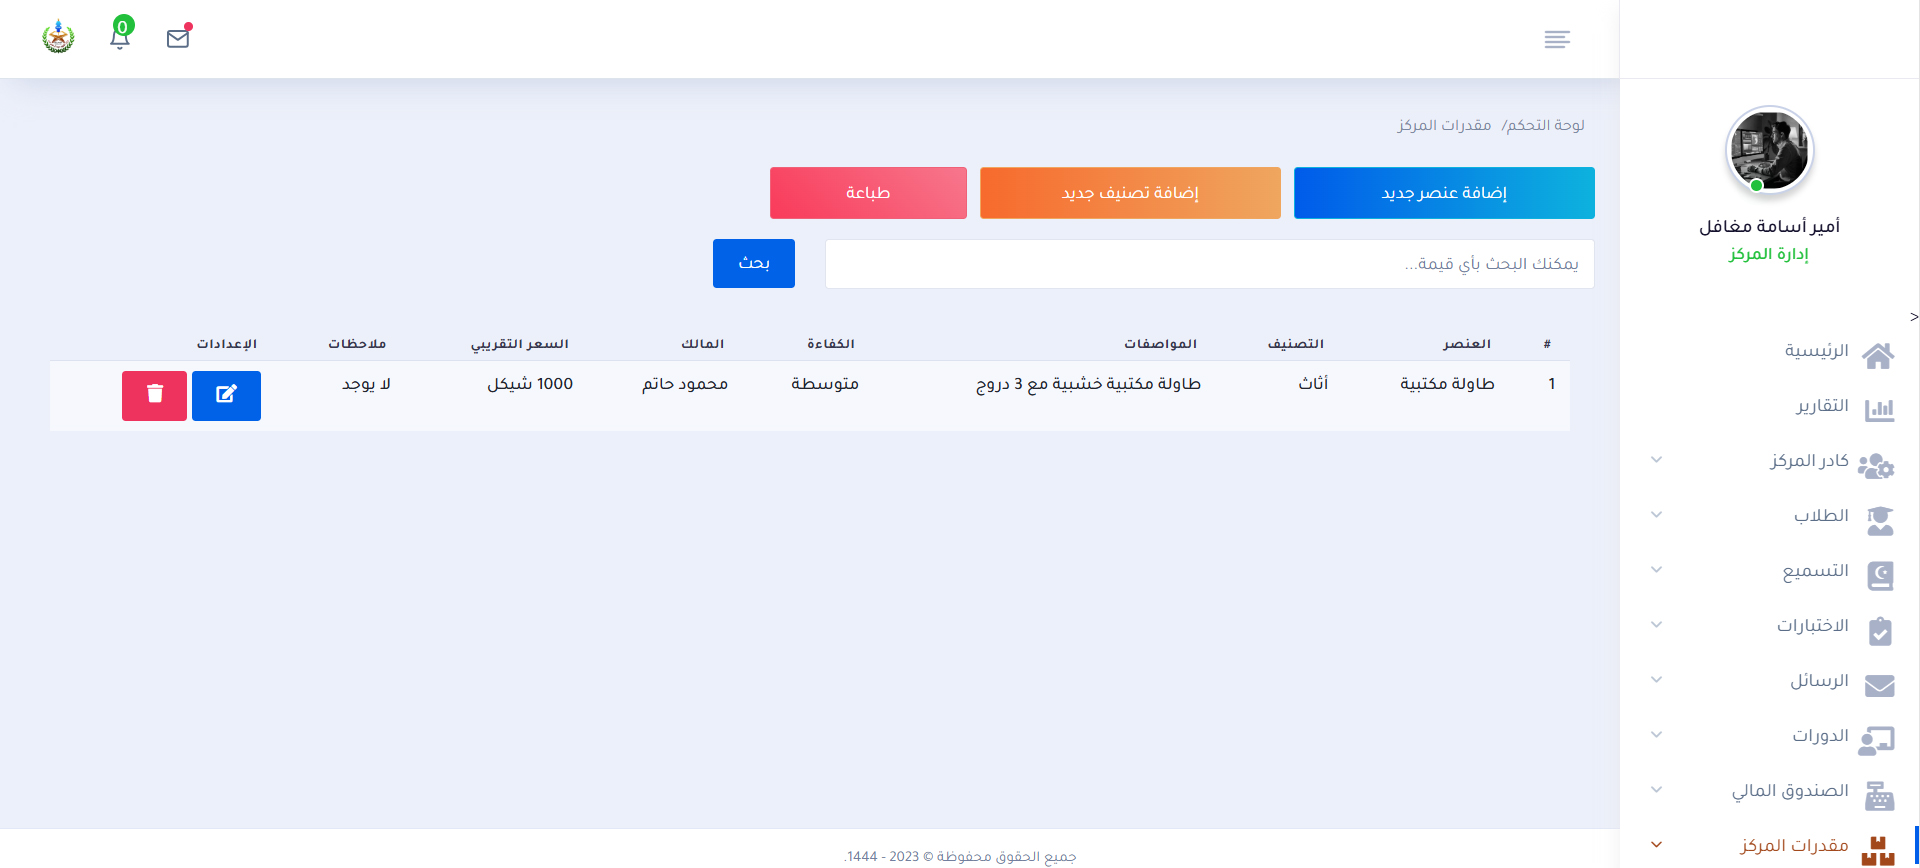 0
لوحة التحكم/ مقدرات المركز
إضافة عنصر جديد
إضافة تصنيف جديد
طباعة
يمكنك البحث بأي قيمة...
بحث
# العنصر التصنيف المواصفات الكفاءة المالك السعر التقريبي ملاحظات الإعدادات
1 طاولة مكتبية أثاث طاولة مكتبية خشبية مع 3 دروج متوسطة محمود حاتم 1000 شيكل لا يوجد
جميع الحقوق محفوظة © 2023 - 1444.
أمير أسامة مغافل
إدارة المركز
>
الرئيسية
التقارير
كادر المركز
الطلاب
التسميع
الاختبارات
الرسائل
الدورات
الصندوق المالي
مقدرات المركز